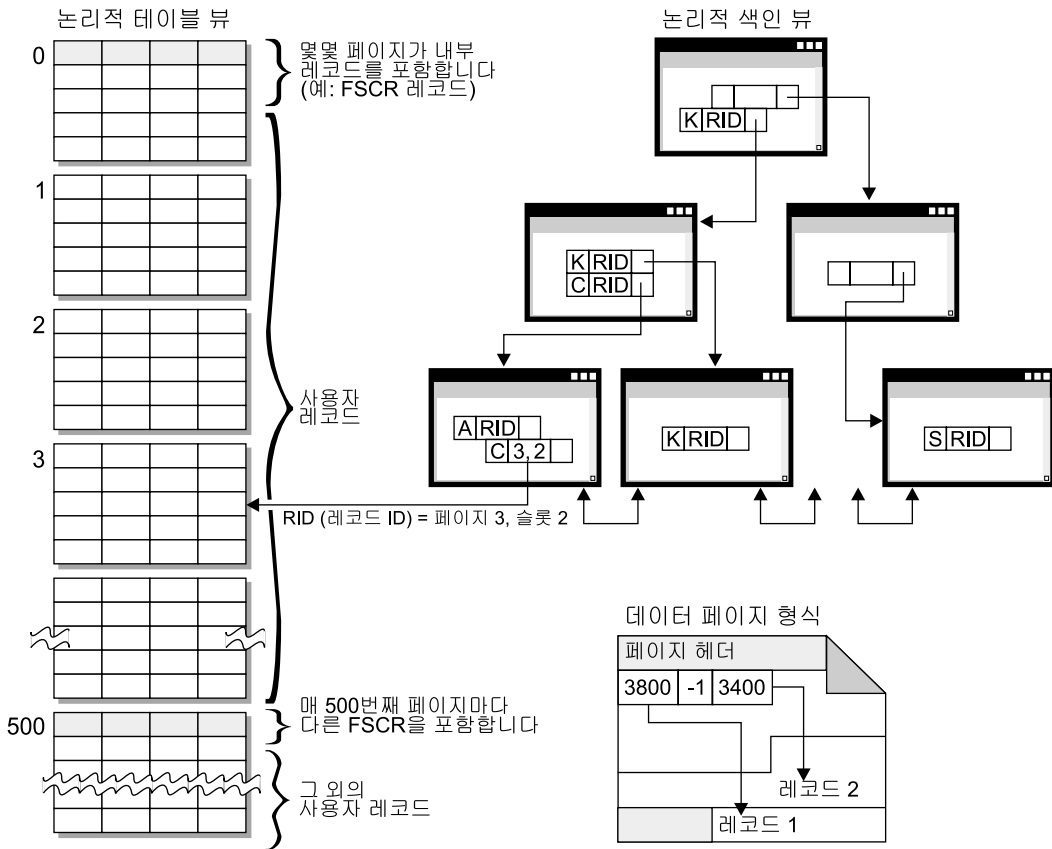 논리적 테이블 뷰
0
몇몇 페이지가 내부
레코드를 포함합니다
(예: FSCR 레코드)
1
2
사용자
레코드
3
RID (레코드 ID) = 페이지 3, 슬롯 2
500
매 500번째 페이지마다
다른 FSCR을 포함합니다
그 외의
사용자 레코드
논리적 색인 뷰
K RID
K RID
C RID
A RID
C 3, 2
K RID
S RID
데이터 페이지 형식
페이지 헤더
3800 -1 3400
레코드 2
레코드 1